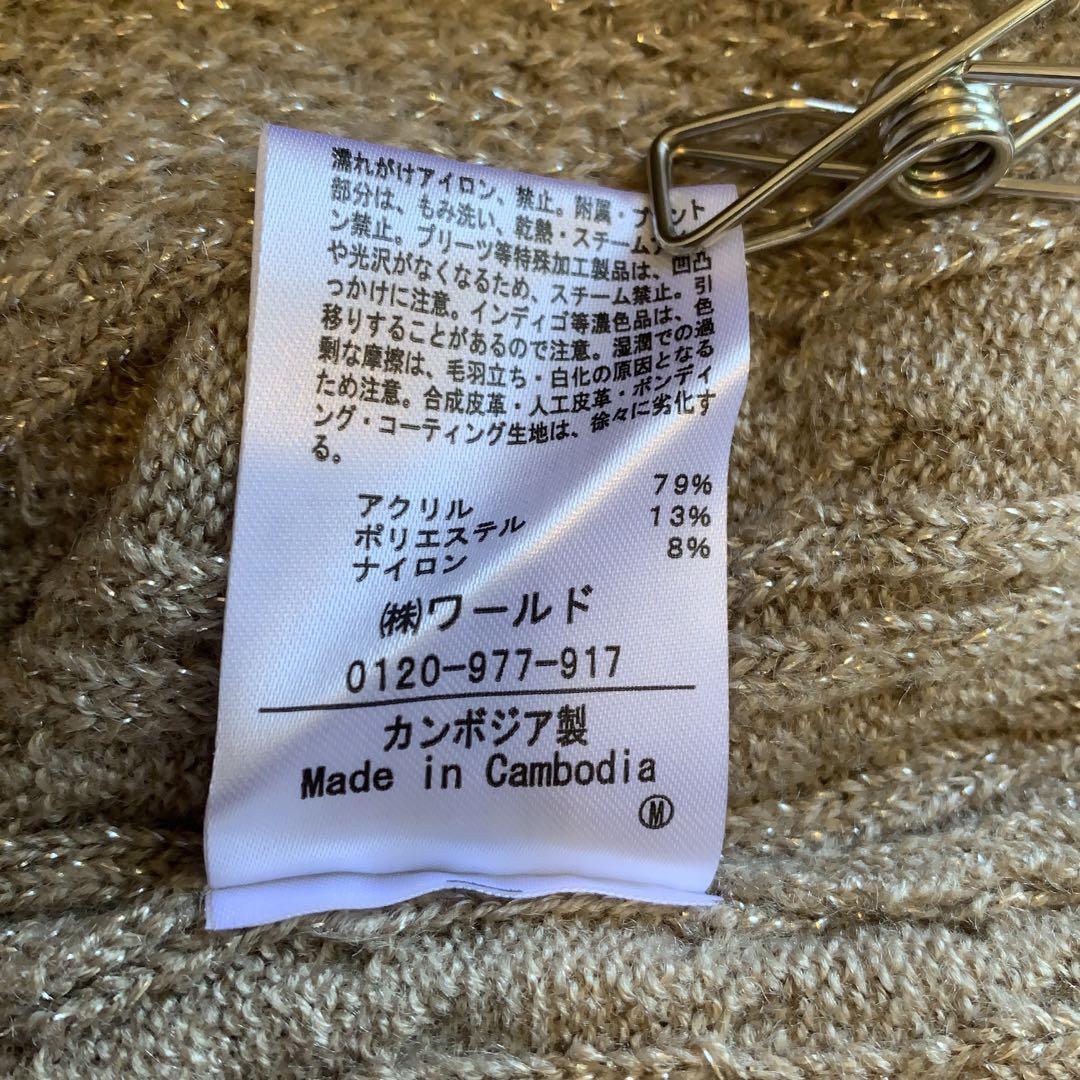 濡れがけアイロン、禁止。附属・プリント
部分は、もみ洗い、乾熱・スチームアイロ
ン禁止。プリーツ等特殊加工製品は、凹凸
や光沢がなくなるため、スチーム禁止。引
っかけに注意。インディゴ等濃色品は、色
移りすることがあるので注意。湿潤での過
剰な摩擦は、毛羽立ち・白化の原因となる
ため注意。合成皮革・人工皮革・ボンディ
ング・コーティング生地は、徐々に劣化す
る。
アクリル 79%
ポリエステル 13%
ナイロン 8%
㈱ワールド
0120-977-917
カンボジア製
Made in Cambodia
Ⓜ